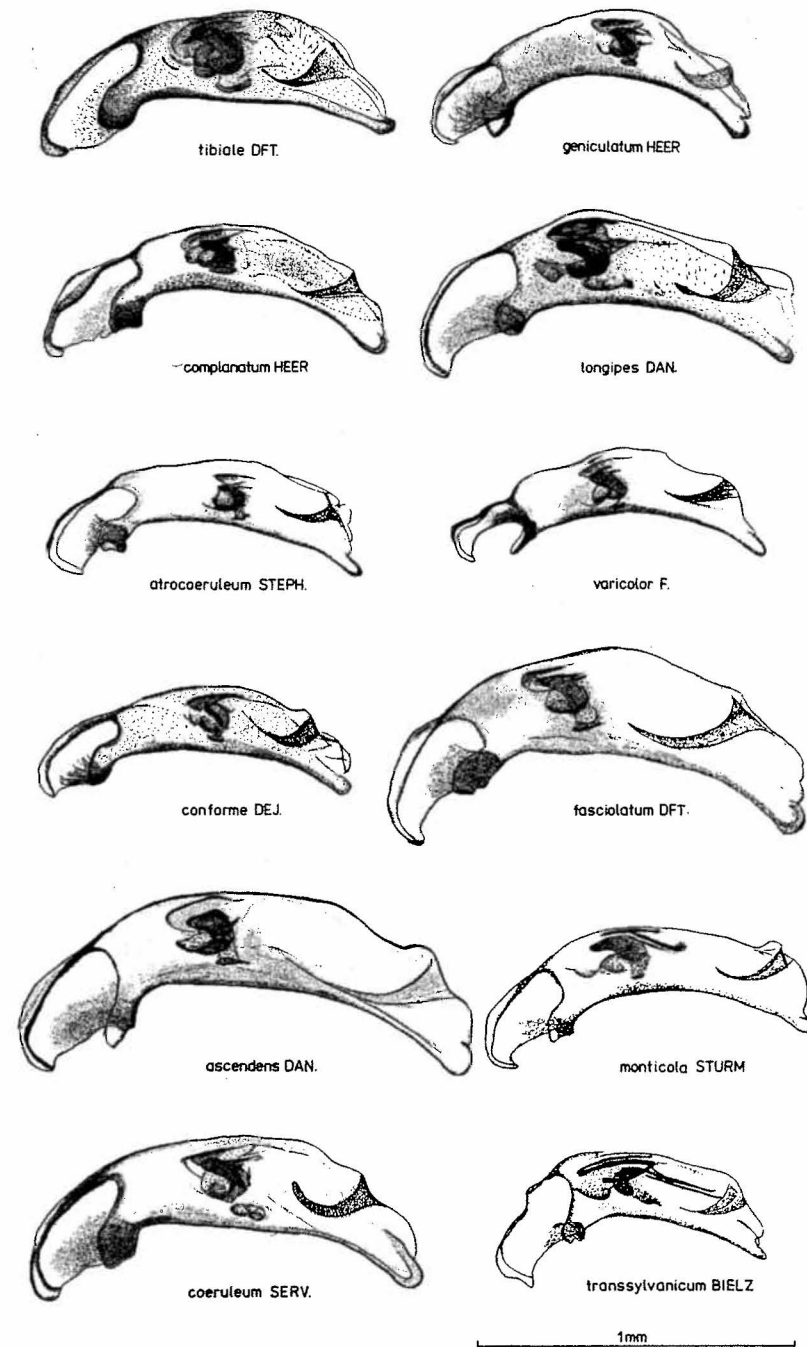 tibiale DFT.
geniculatum HEER
complanatum HEER
longipes DAN.
atrocoeruleum STEPH.
varicolor F.
conforme DEJ.
fasciolatum DFT.
ascendens DAN.
monticola STURM
coeruleum SERV.
transsylvanicum BIELZ
1mm